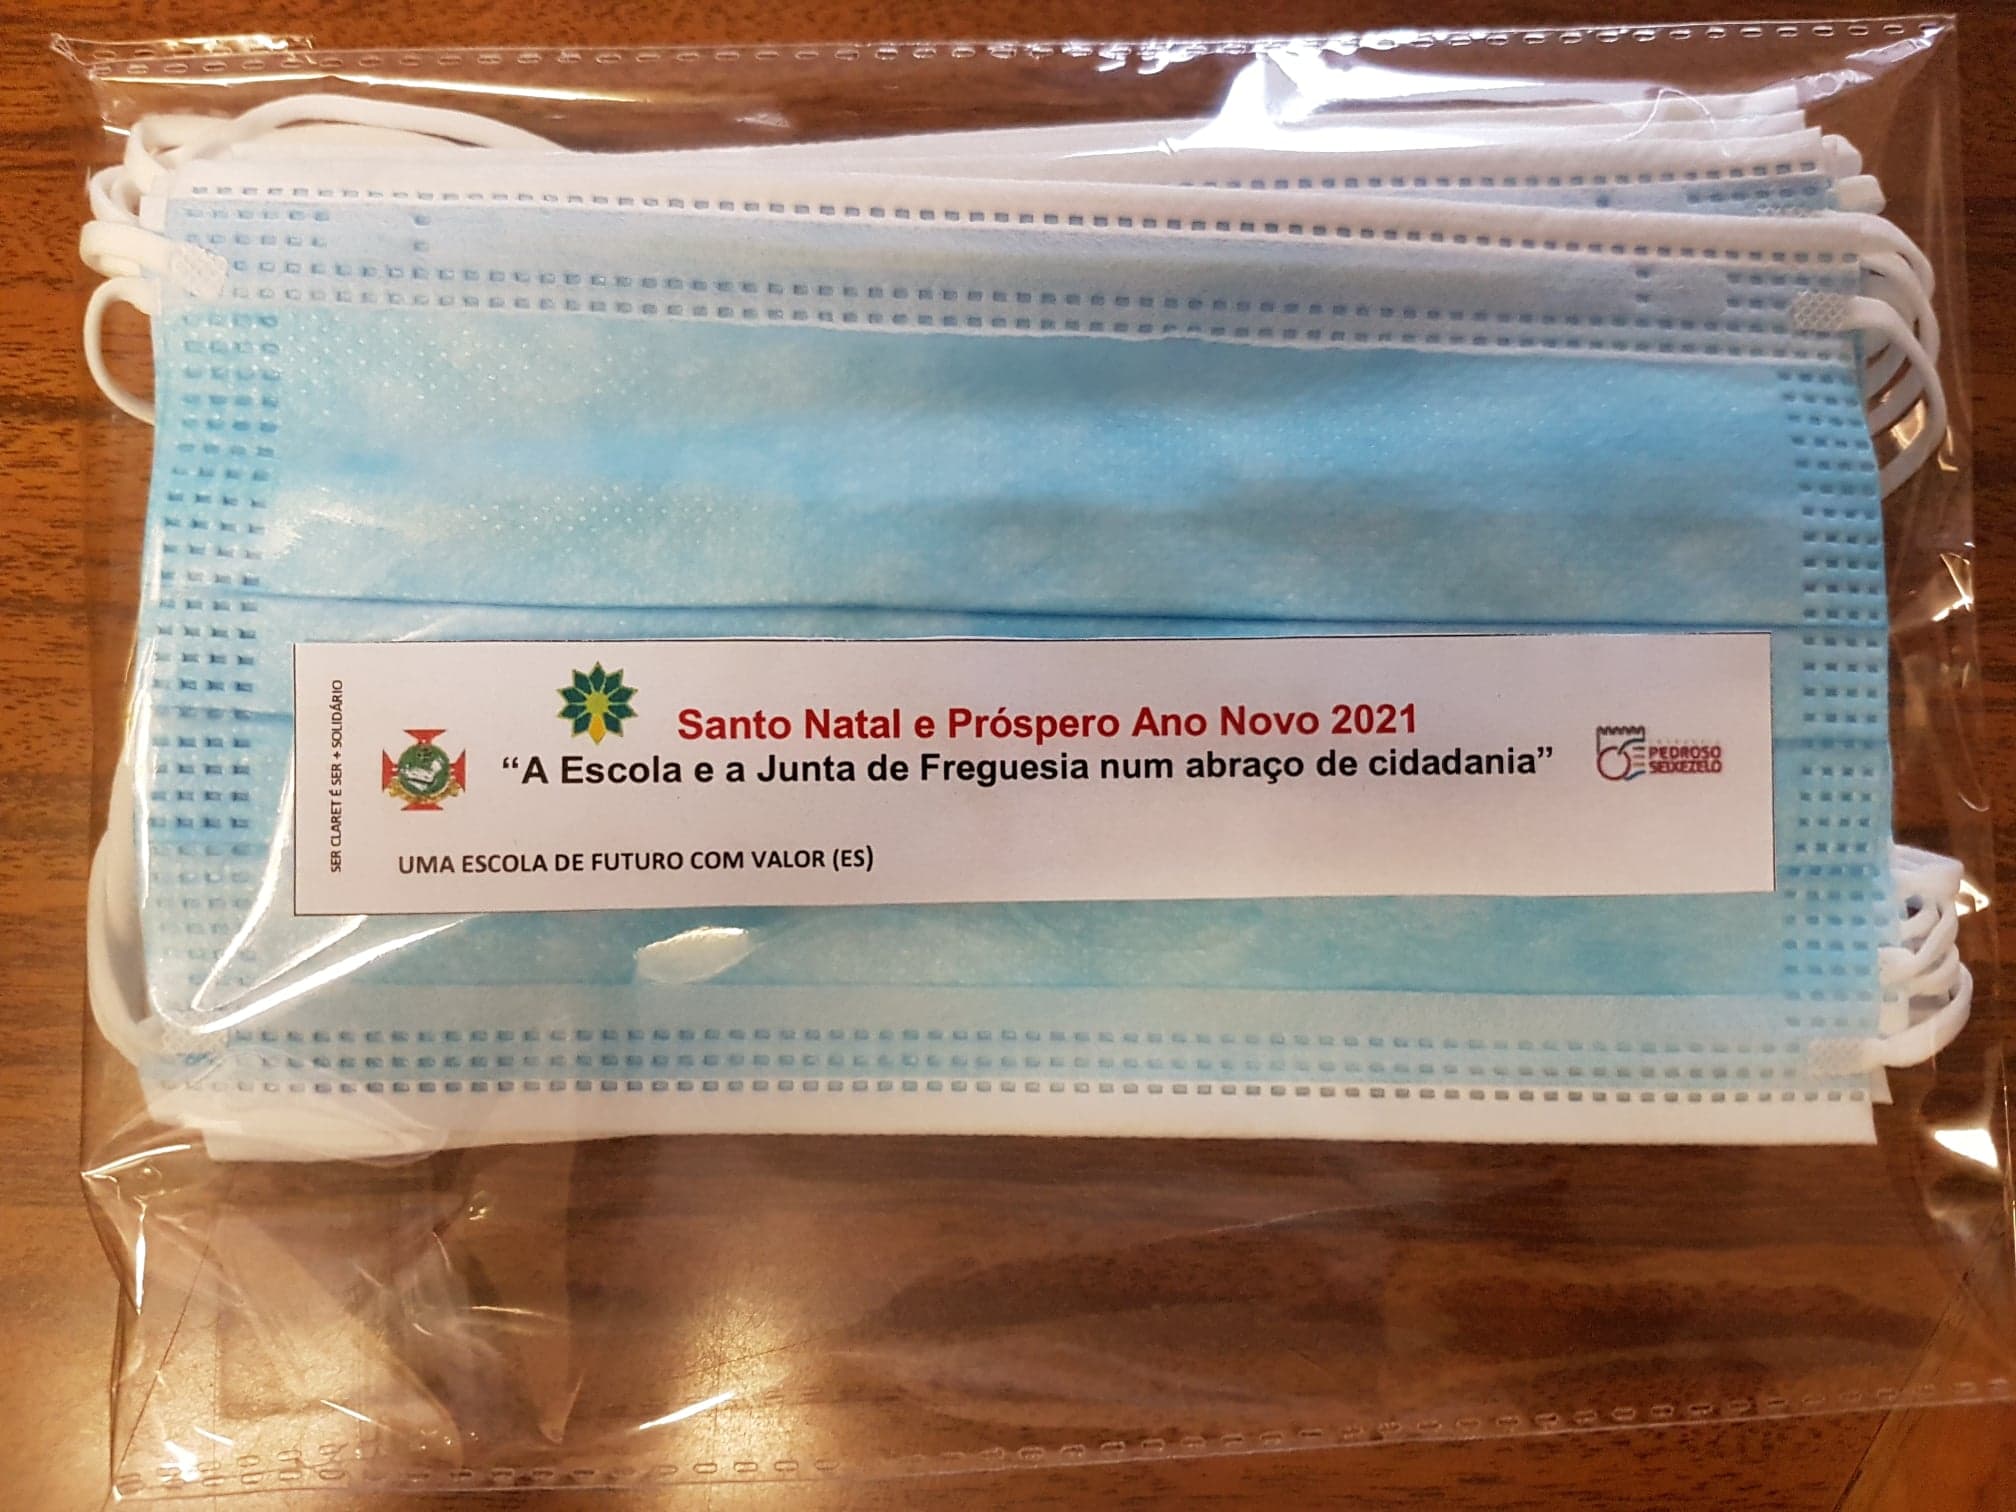 SER CLARET É SER + SOLIDÁRIO
Santo Natal e Próspero Ano Novo 2021
“A Escola e a Junta de Freguesia num abraço de cidadania”
PEDROSO
SEIXEZELO
UMA ESCOLA DE FUTURO COM VALOR (ES)